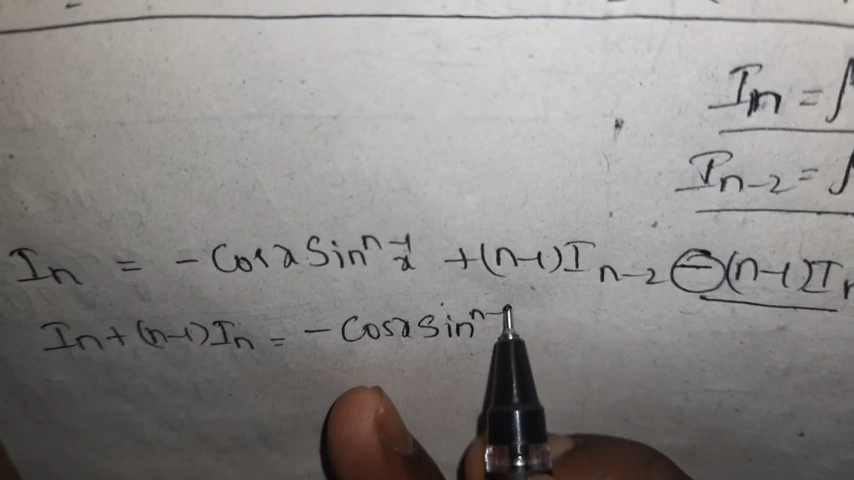 Iₙ = ∫
Iₙ₋₂ = ∫
Iₙ = - Cosx Sinⁿ⁻¹x + (n-1) Iₙ₋₂ - (n-1) Iₙ
Iₙ + (n-1) Iₙ = - Cosx Sinⁿ⁻